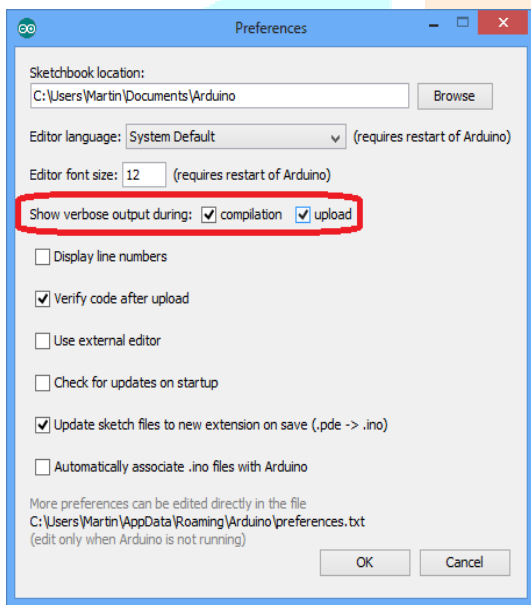 Preferences
Sketchbook location:
C:\Users\Martin\Documents\Arduino Browse
Editor language: System Default (requires restart of Arduino)
Editor font size: 12 (requires restart of Arduino)
Show verbose output during: compilation upload
Display line numbers
Verify code after upload
Use external editor
Check for updates on startup
Update sketch files to new extension on save (.pde -> .ino)
Automatically associate .ino files with Arduino
More preferences can be edited directly in the file
C:\Users\Martin\AppData\Roaming\Arduino\preferences.txt
(edit only when Arduino is not running)
OK Cancel